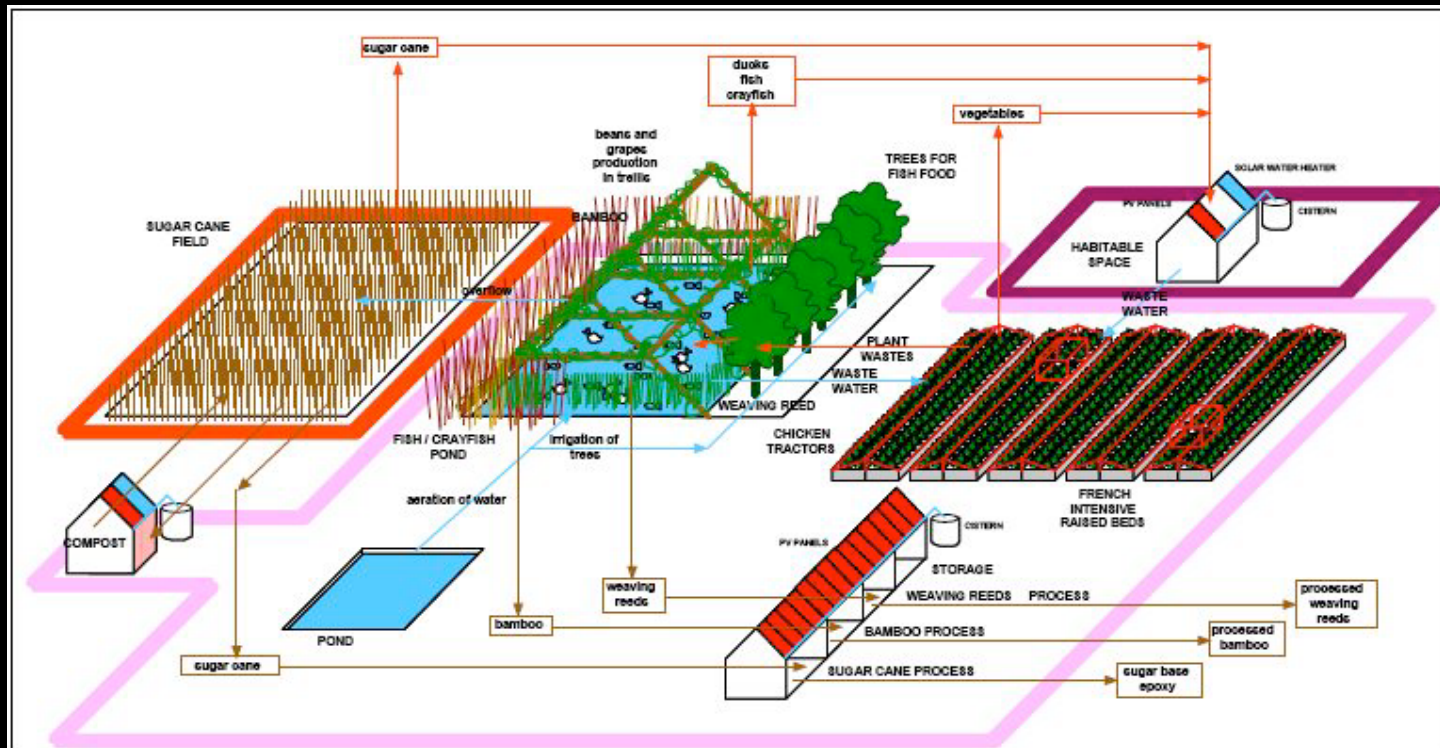 sugar cane
ducks
fish
crayfish
vegetables
beans and
grapes
production
in trellis
TREES FOR
FISH FOOD
SOLAR WATER HEATER
PV PANELS
CISTERN
HABITABLE
SPACE
SUGAR CANE
FIELD
BAMBOO
overflow
WASTE
WATER
PLANT
WASTES
WASTE
WATER
WEAVING REED
FISH / CRAYFISH
POND
irrigation of
trees
CHICKEN
TRACTORS
FRENCH
INTENSIVE
RAISED BEDS
aeration of water
COMPOST
PV PANELS
CISTERN
STORAGE
weaving
reeds
WEAVING REEDS PROCESS
processed
weaving
reeds
bamboo
BAMBOO PROCESS
processed
bamboo
POND
sugar cane
SUGAR CANE PROCESS
sugar base
epoxy